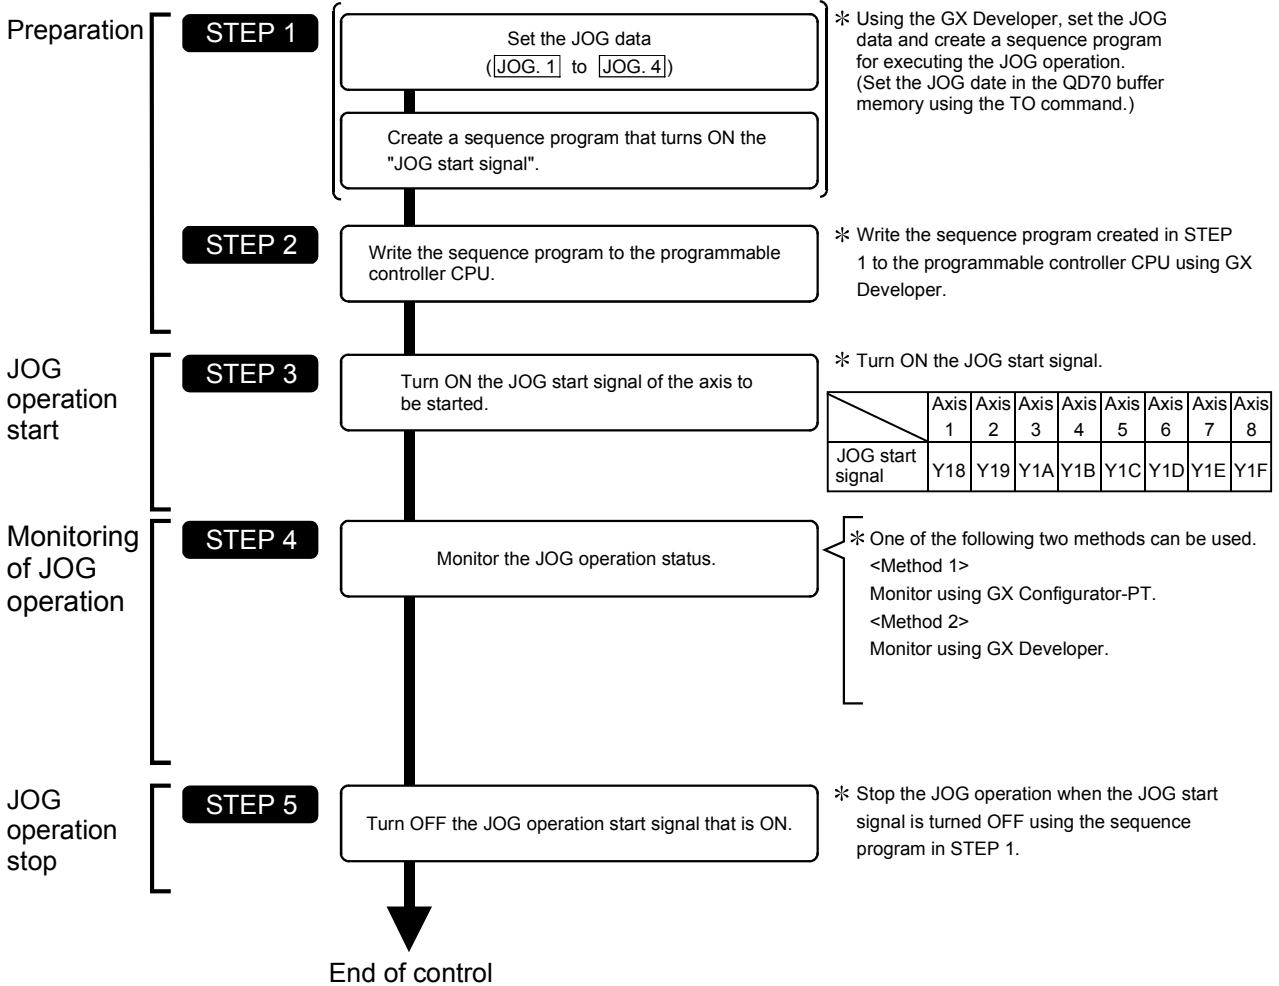 Preparation
STEP 1
Set the JOG data
(JOG. 1 to JOG. 4)
＊ Using the GX Developer, set the JOG
data and create a sequence program
for executing the JOG operation.
(Set the JOG date in the QD70 buffer
memory using the TO command.)
Create a sequence program that turns ON the
"JOG start signal".
STEP 2
Write the sequence program to the programmable
controller CPU.
＊ Write the sequence program created in STEP
1 to the programmable controller CPU using GX
Developer.
JOG
operation
start
STEP 3
Turn ON the JOG start signal of the axis to
be started.
＊ Turn ON the JOG start signal.
Axis Axis Axis Axis Axis Axis Axis Axis
1 2 3 4 5 6 7 8
JOG start
signal
Y18 Y19 Y1A Y1B Y1C Y1D Y1E Y1F
Monitoring
of JOG
operation
STEP 4
Monitor the JOG operation status.
＊ One of the following two methods can be used.
<Method 1>
Monitor using GX Configurator-PT.
<Method 2>
Monitor using GX Developer.
JOG
operation
stop
STEP 5
Turn OFF the JOG operation start signal that is ON.
＊ Stop the JOG operation when the JOG start
signal is turned OFF using the sequence
program in STEP 1.
End of control